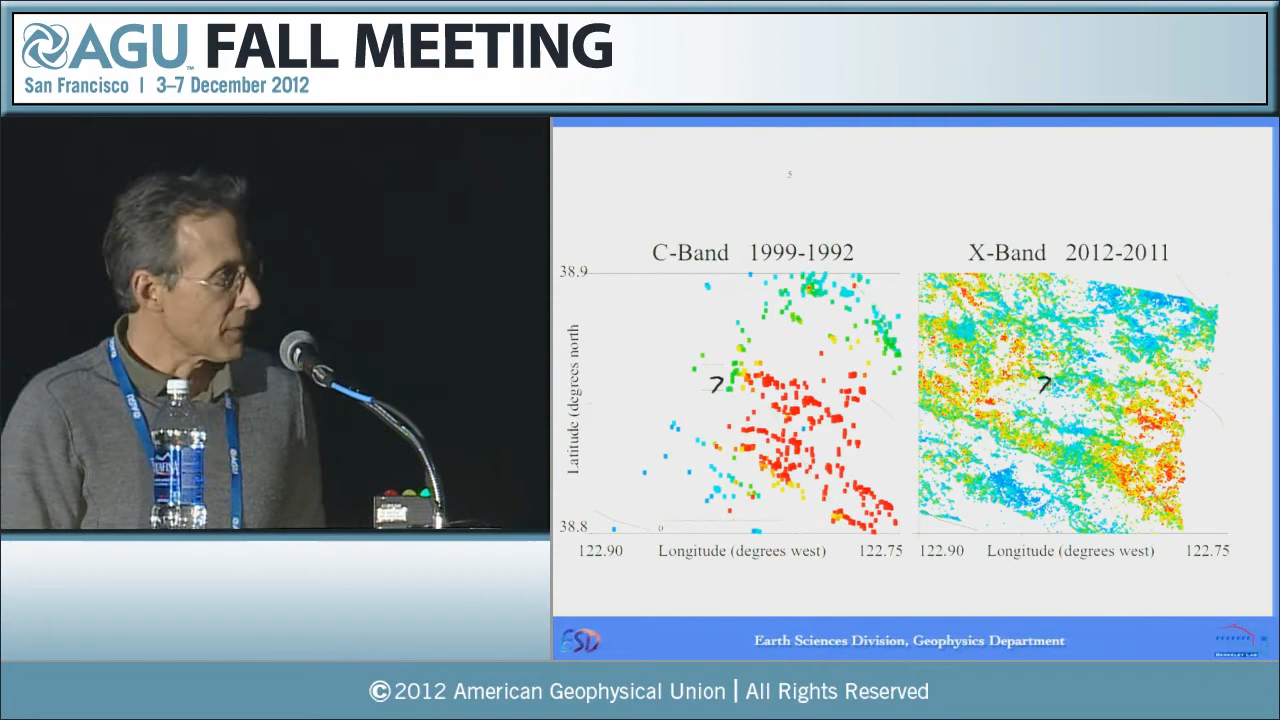 AGU FALL MEETING
San Francisco | 3–7 December 2012
5
C-Band 1999-1992
X-Band 2012-2011
38.9
Latitude (degrees north
38.8
0
122.90 Longitude (degrees west) 122.75
122.90 Longitude (degrees west) 122.75
ESD
Earth Sciences Division, Geophysics Department
BERKELEY LAB
©2012 American Geophysical Union | All Rights Reserved